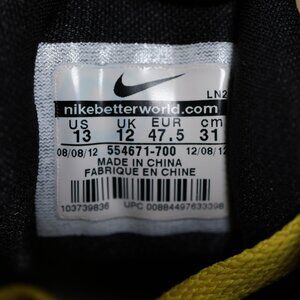 LN2
nikebetterworld.com
US UK EUR cm
13 12 47.5 31
08/08/12 554671-700 12/08/12
MADE IN CHINA
FABRIQUE EN CHINE
103739836 UPC 00884497633398